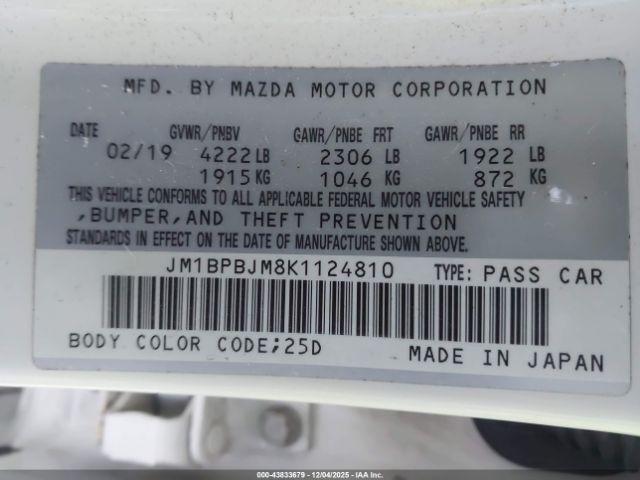 MFD. BY MAZDA MOTOR CORPORATION
DATE GVWR/PNBV GAWR/PNBE FRT GAWR/PNBE RR
02/19 4222 LB 2306 LB 1922 LB
1915 KG 1046 KG 872 KG
THIS VEHICLE CONFORMS TO ALL APPLICABLE FEDERAL MOTOR VEHICLE SAFETY
,BUMPER,AND THEFT PREVENTION
STANDARDS IN EFFECT ON THE DATE OF MANUFACTURE SHOWN ABOVE.
JM1BPBJM8K1124810 TYPE: PASS CAR
BODY COLOR CODE;25D MADE IN JAPAN
000-43833679 - 12/04/2025 - IAA Inc.